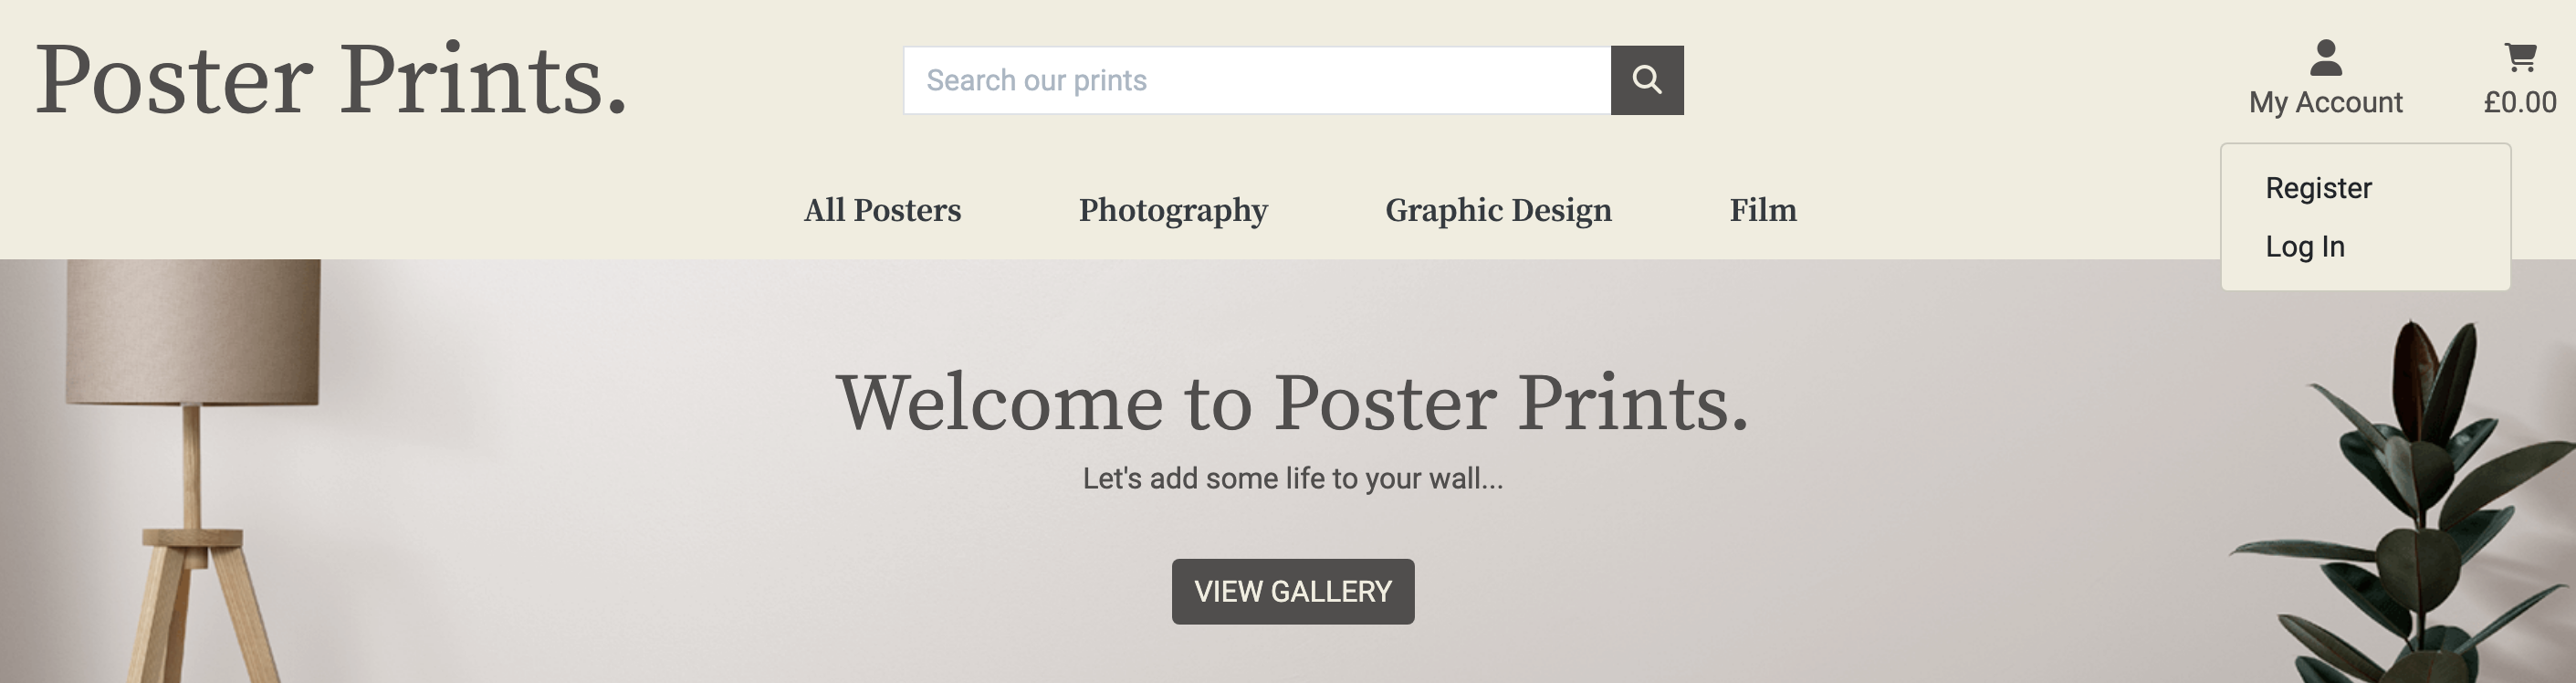 Poster Prints.
Search our prints
My Account
£0.00
Register
Log In
All Posters
Photography
Graphic Design
Film
Welcome to Poster Prints.
Let's add some life to your wall...
VIEW GALLERY